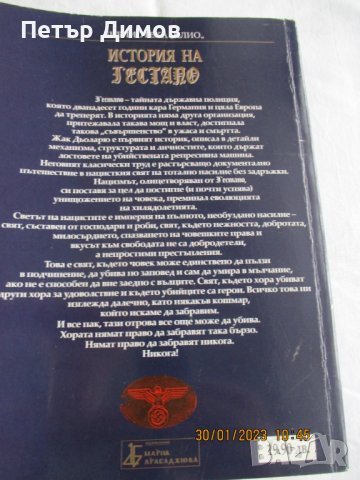 Петър Димов
ИСТОРИЯ НА
ГЕСТАПО
Гестапо – тайната държавна полиция,
която дванадесет години кара Германия и цяла Европа
да треперят. В историята няма друга организация,
притежавала такава мощ и власт, достигнала
такова „съвършенство" в ужаса и смъртта.
Жак Дьоларю е първият историк, описал в детайли
механизма, структурата и личностите, които държат
лостовете на убийствената репресивна машина.
Неговият класически труд е разтърсващо документално
пътешествие в нацисткия свят на тотално насилие без задръжки.
Нацизмът, олицетворяван от Гестапо,
си поставя за цел да постигне (и почти успява)
унищожението на човека, преминал еволюцията
на хилядолетията.
Светът на нацистите е империя на пълното, необуздано насилие –
свят, съставен от господари и роби, свят, където нежността, добротата,
милосърдието, спазването на човешките права и
вкусът към свободата не са добродетели,
а непростими престъпления.
Това е свят, където човек може единствено да пълзи
в подчинение, да убива по заповед и сам да умира в мълчание,
ако не е способен да вие заедно с вълците. Свят, където хора убиват
други хора за удоволствие и където убийците са герои. Всичко това ни
изглежда далечно, като някакъв кошмар,
който искаме да забравим.
И все пак, тази отрова все още може да убива.
Хората нямат право да забравят така бързо.
Нямат право да забравят никога.
Никога!
30/01/2023 10:45
29,90 лв.
МАРИЯ
АРАБАДЖИЕВА
bazar